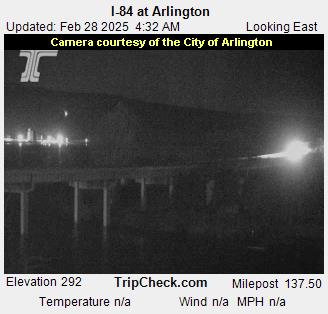 I-84 at Arlington
Updated: Feb 28 2025 4:32 AM Looking East
Camera courtesy of the City of Arlington
Elevation 292 TripCheck.com Milepost 137.50
Temperature n/a Wind n/a MPH n/a